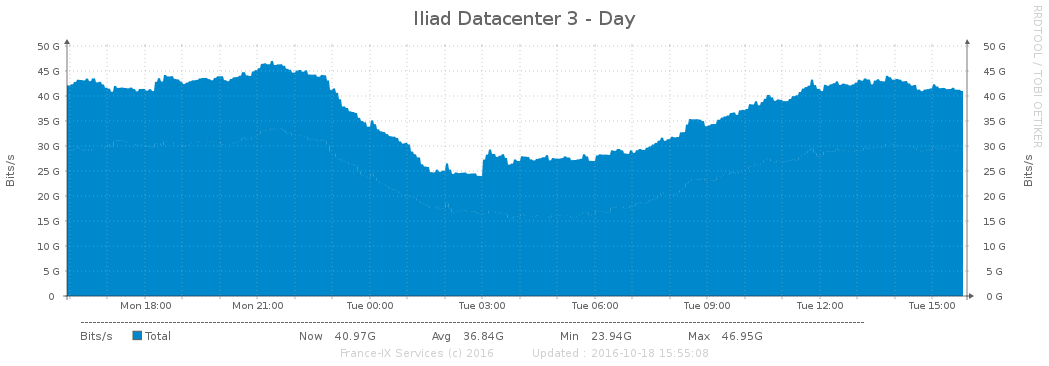 Iliad Datacenter 3 - Day
RRDTOOL / TOBI OETIKER
Bits/s
50 G 50 G
45 G 45 G
40 G 40 G
35 G 35 G
30 G 30 G
25 G 25 G
20 G 20 G
15 G 15 G
10 G 10 G
5 G 5 G
0 0 G
Bits/s
Mon 18:00 Mon 21:00 Tue 00:00 Tue 03:00 Tue 06:00 Tue 09:00 Tue 12:00 Tue 15:00
Bits/s Total Now 40.97G Avg 36.84G Min 23.94G Max 46.95G
France-IX Services (c) 2016 Updated : 2016-10-18 15:55:08